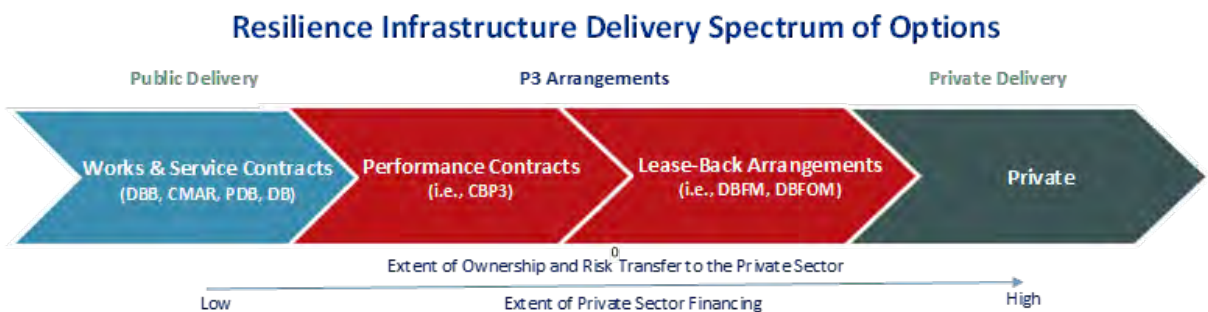 Resilience Infrastructure Delivery Spectrum of Options
Public Delivery
P3 Arrangements
Private Delivery
Works & Service Contracts
(DBB, CMAR, PDB, DB)
Performance Contracts
(i.e., CBP3)
Lease-Back Arrangements
(i.e., DBFM, DBFOM)
Private
0
Extent of Ownership and Risk Transfer to the Private Sector
Low
Extent of Private Sector Financing
High